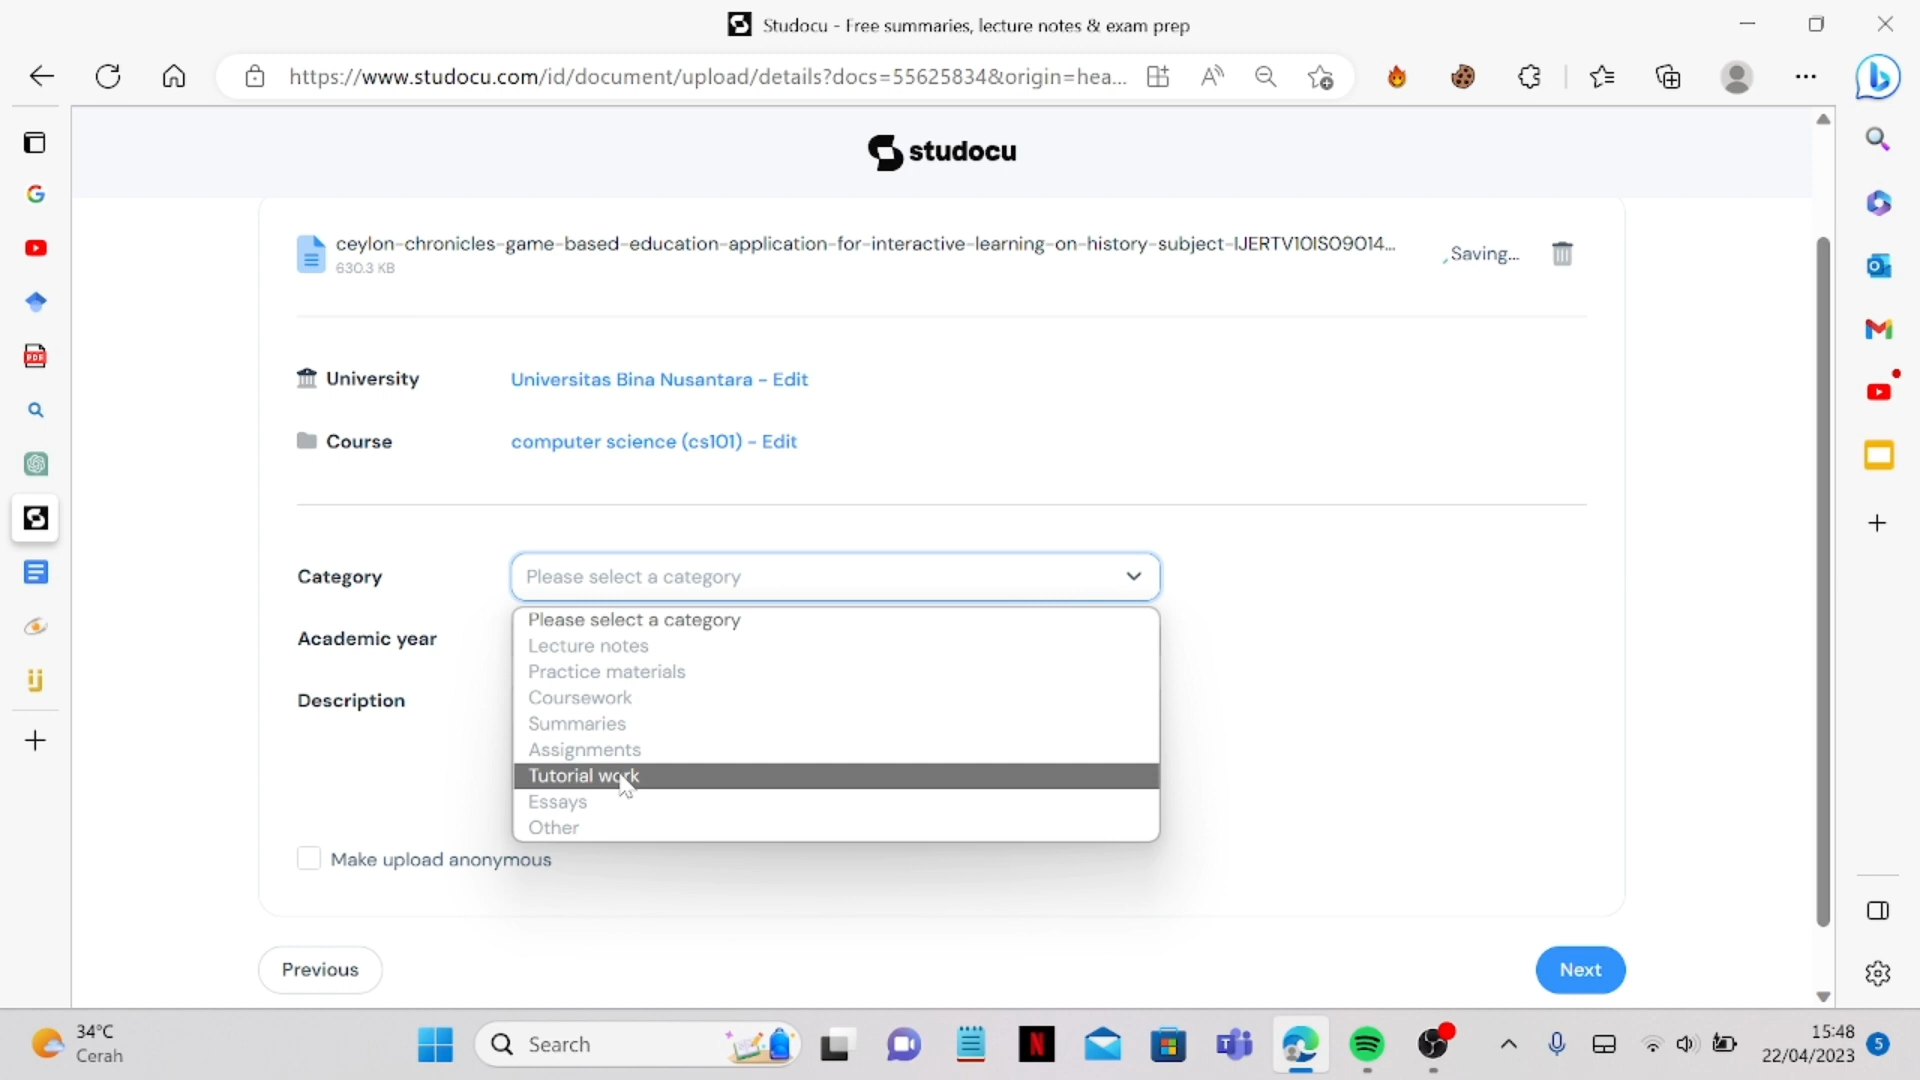 Studocu - Free summaries, lecture notes & exam prep
https://www.studocu.com/id/document/upload/details?docs=55625834&origin=hea...
studocu
ceylon-chronicles-game-based-education-application-for-interactive-learning-on-history-subject-IJERTV10IS09014...
630.3 KB
Saving...
University
Universitas Bina Nusantara - Edit
Course
computer science (cs101) - Edit
Category
Please select a category
Please select a category
Lecture notes
Practice materials
Coursework
Summaries
Assignments
Tutorial work
Essays
Other
Academic year
Description
Make upload anonymous
Previous
Next
34°C
Cerah
Search
15:48
22/04/2023
5